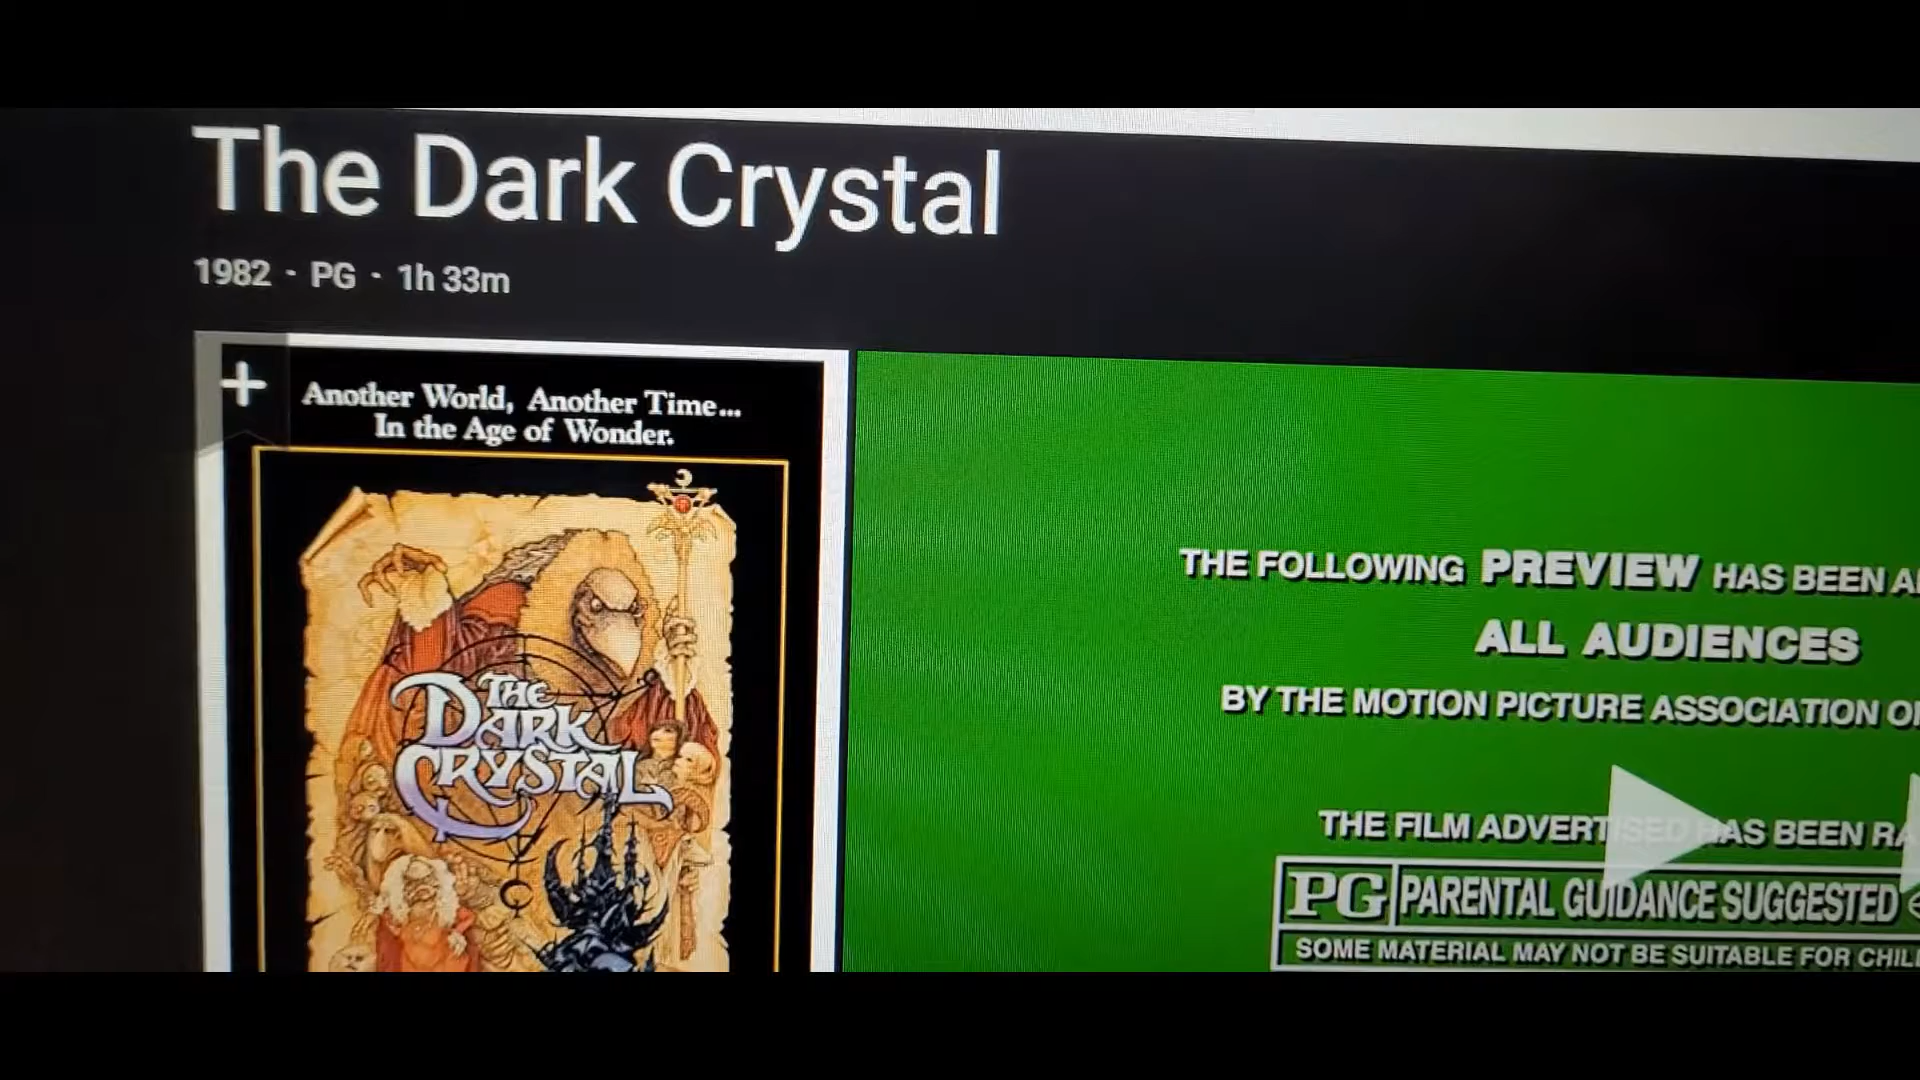 The Dark Crystal
1982 · PG · 1h 33m
Another World, Another Time...
In the Age of Wonder.
THE
DARK
CRYSTAL
THE FOLLOWING PREVIEW HAS BEEN
ALL AUDIENCES
BY THE MOTION PICTURE ASSOCIATION
THE FILM ADVERTISED HAS BEEN
PG PARENTAL GUIDANCE SUGGESTED
SOME MATERIAL MAY NOT BE SUITABLE FOR